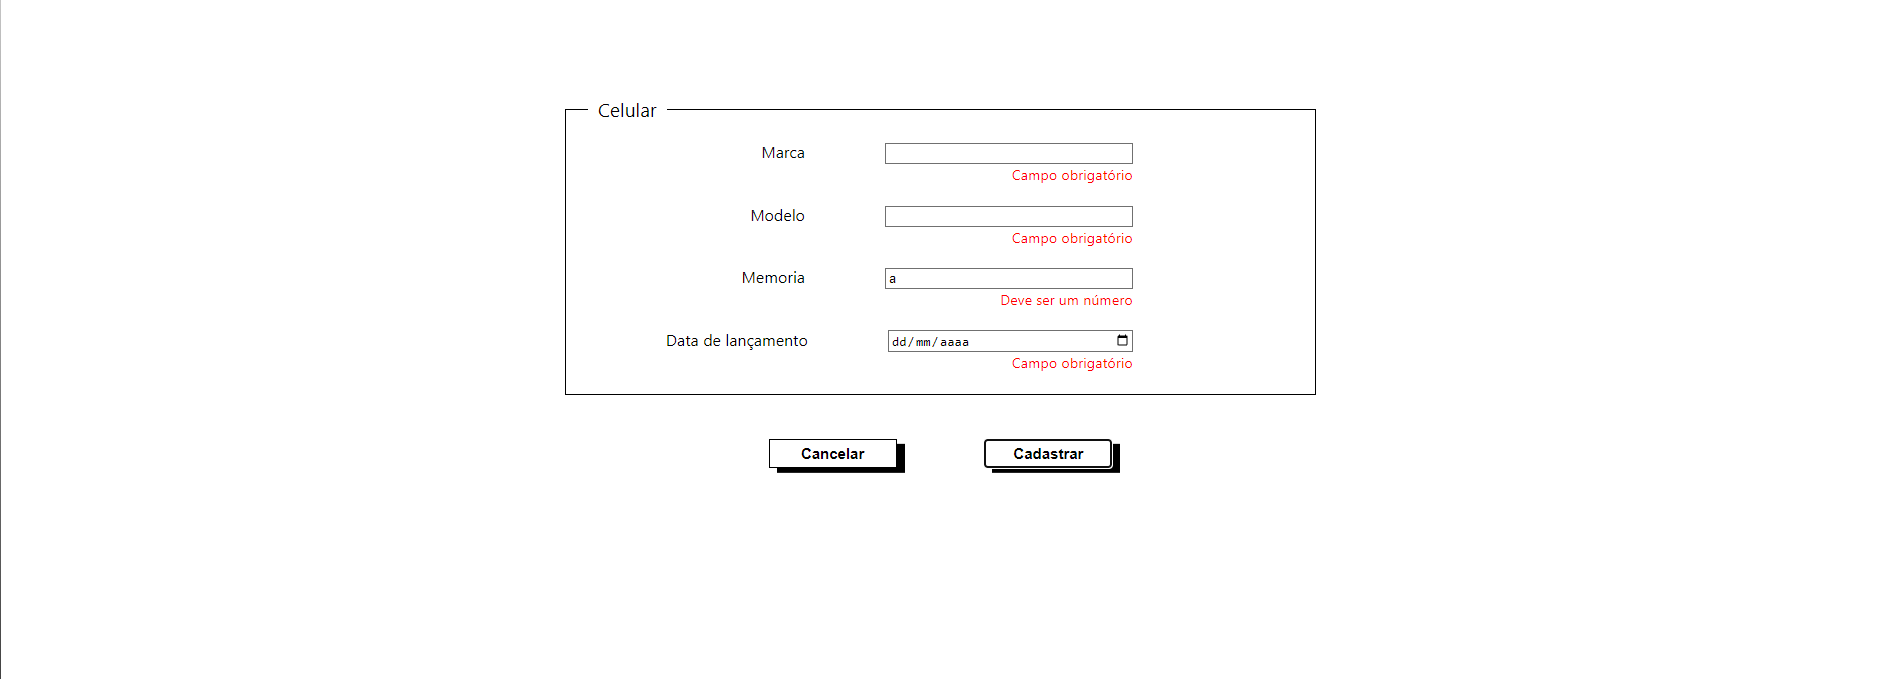 Celular
Marca
Campo obrigatório
Modelo
Campo obrigatório
Memoria a
Deve ser um número
Data de lançamento dd/mm/aaaa
Campo obrigatório
Cancelar Cadastrar